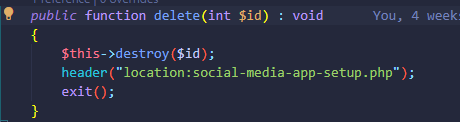 public function delete(int $id) : void You, 4 week
{
$this->destroy($id);
header("location:social-media-app-setup.php");
exit();
}